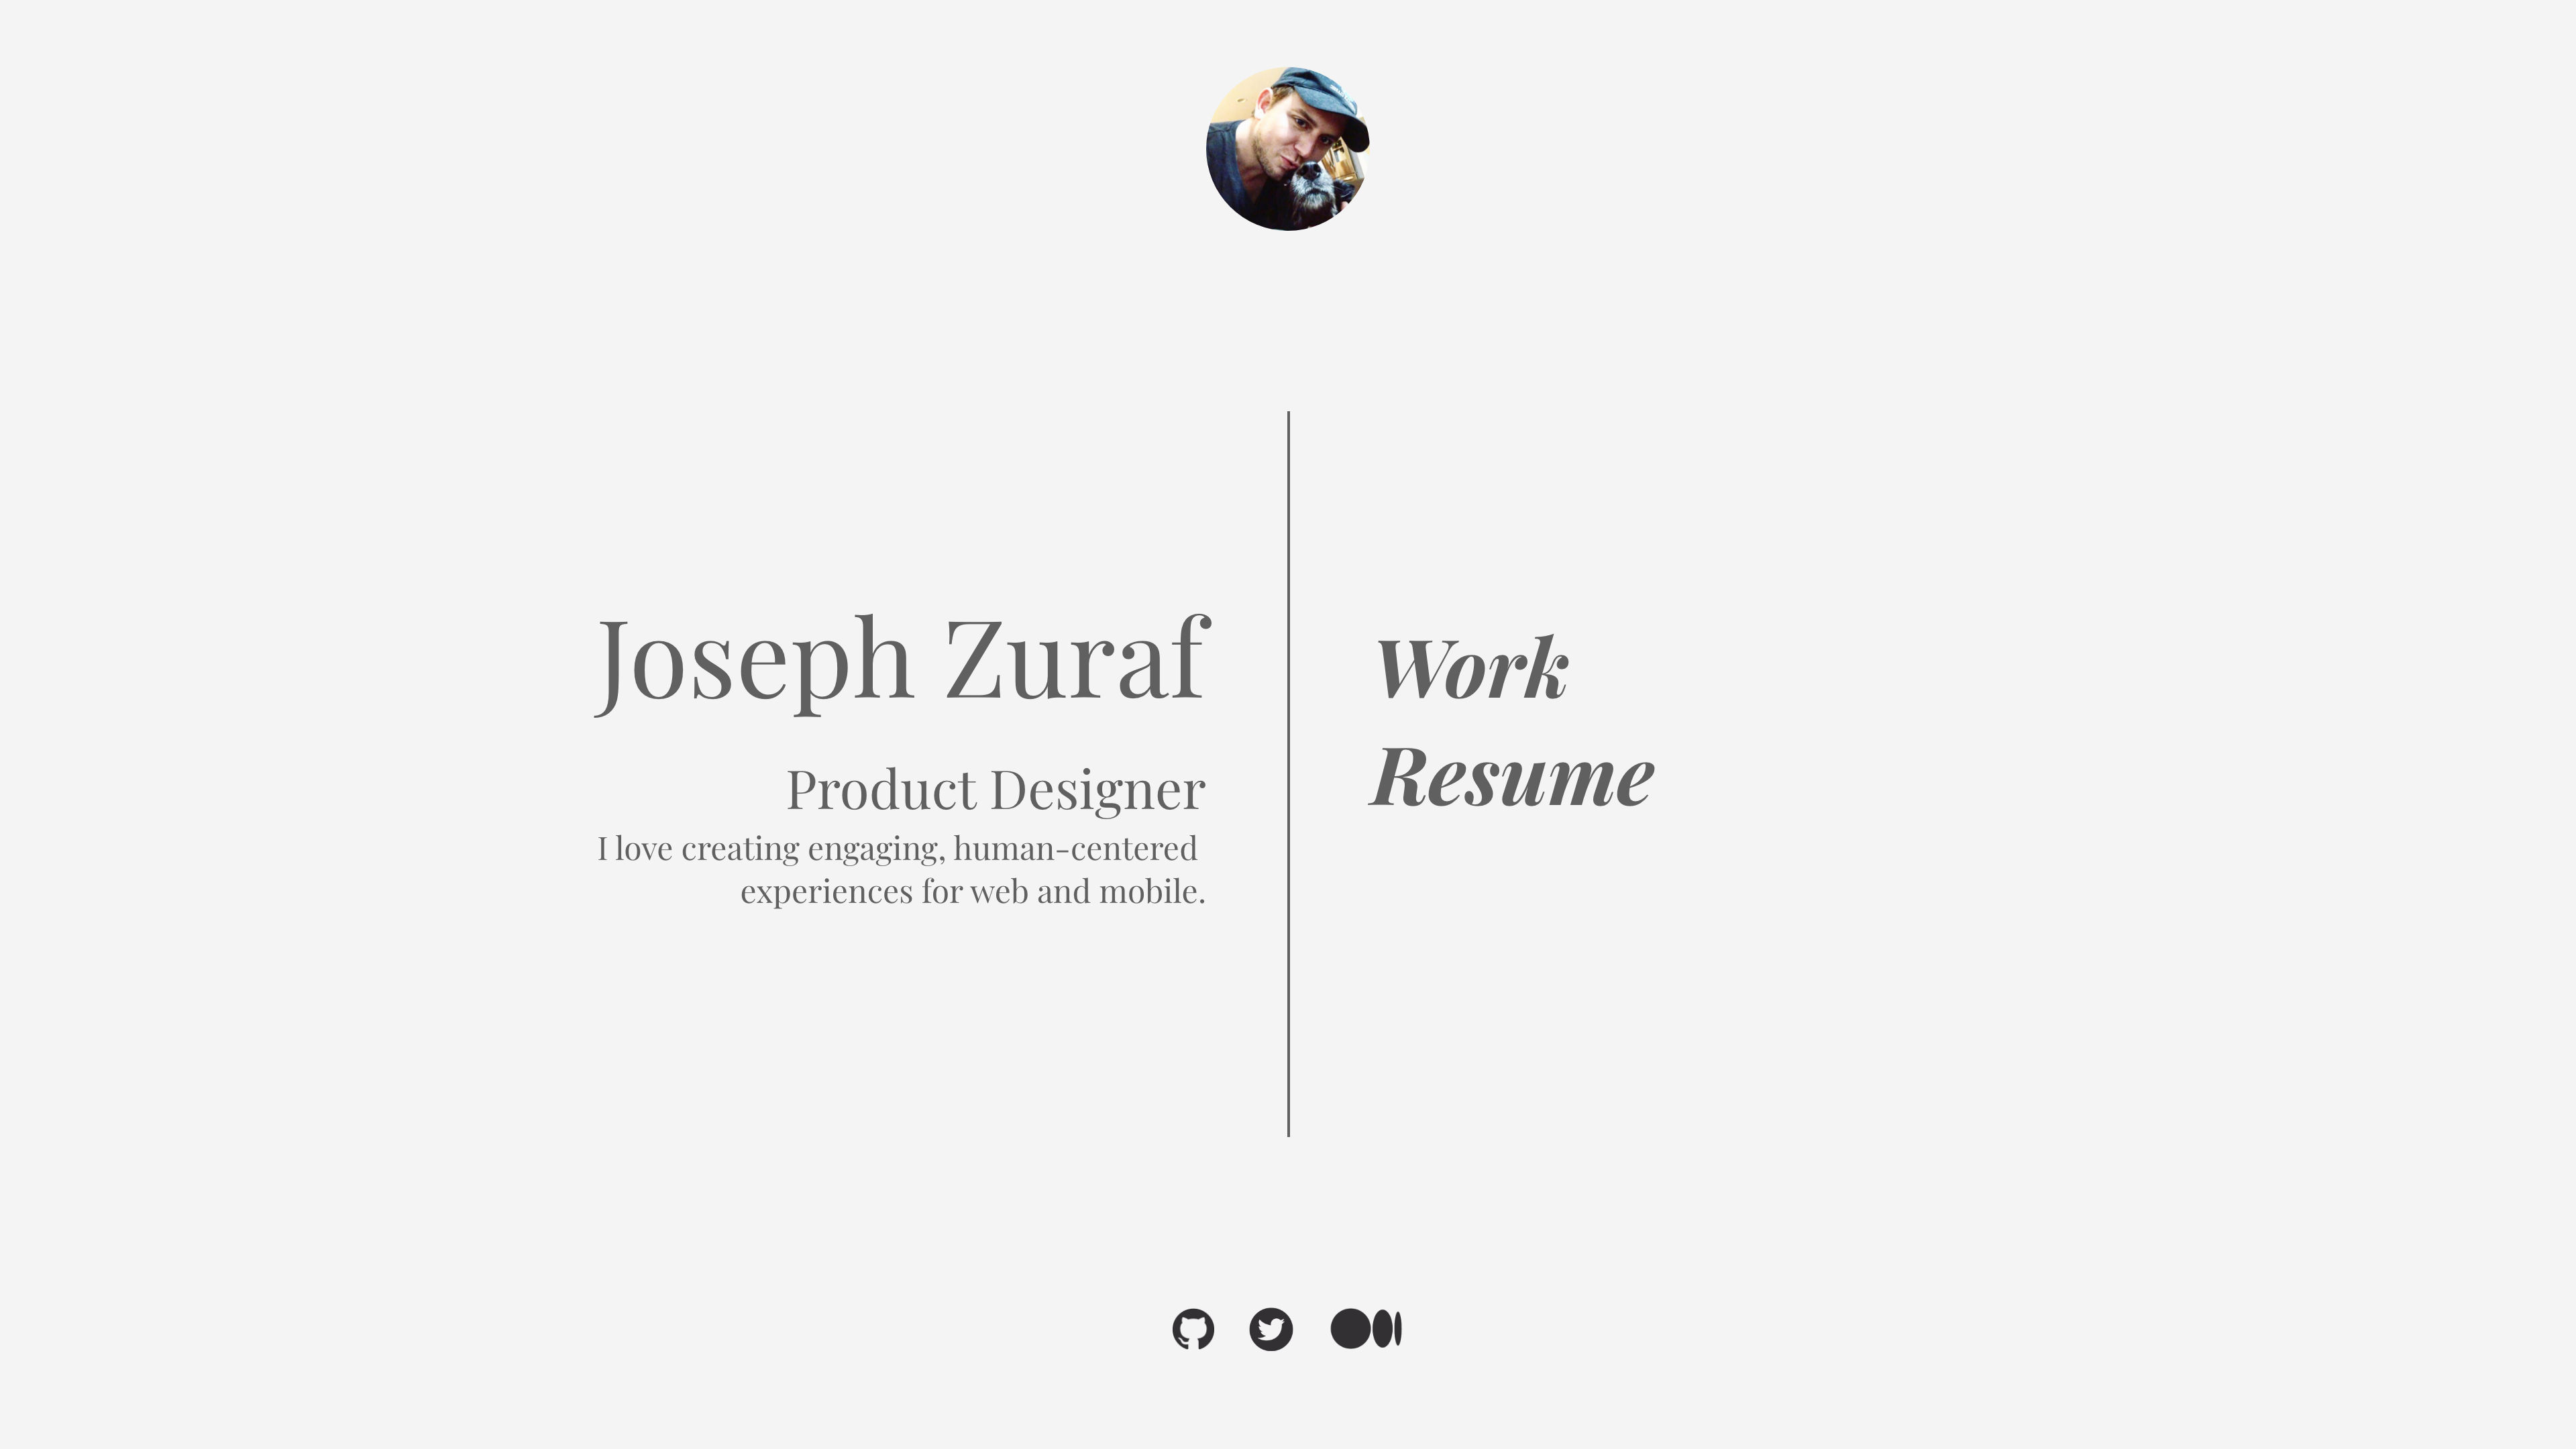 Joseph Zuraf
Product Designer
I love creating engaging, human-centered
experiences for web and mobile.
Work
Resume